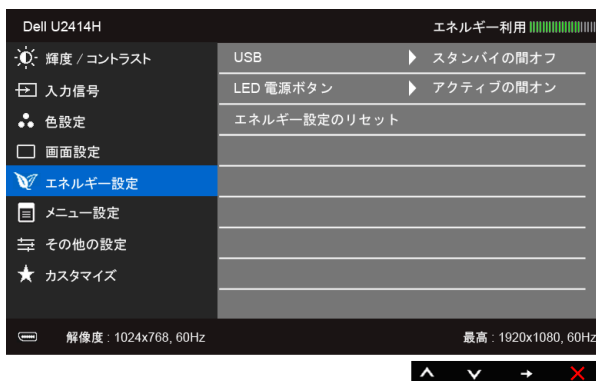 Dell U2414H エネルギー利用
輝度 / コントラスト
入力信号
色設定
画面設定
エネルギー設定
メニュー設定
その他の設定
カスタマイズ
USB スタンバイの間オフ
LED 電源ボタン アクティブの間オン
エネルギー設定のリセット
解像度 : 1024x768, 60Hz 最高 : 1920x1080, 60Hz